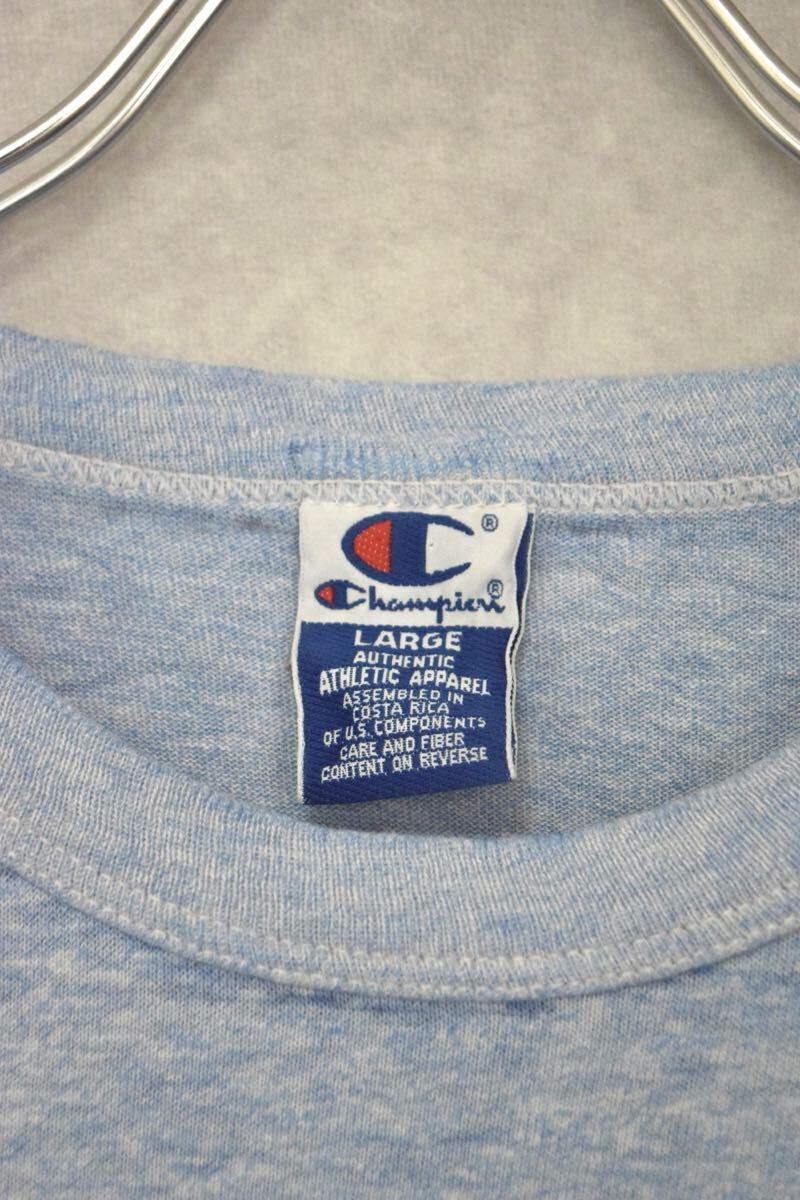 C ®
Champion ®
LARGE
AUTHENTIC
ATHLETIC APPAREL
ASSEMBLED IN
COSTA RICA
OF U.S. COMPONENTS
CARE AND FIBER
CONTENT ON REVERSE